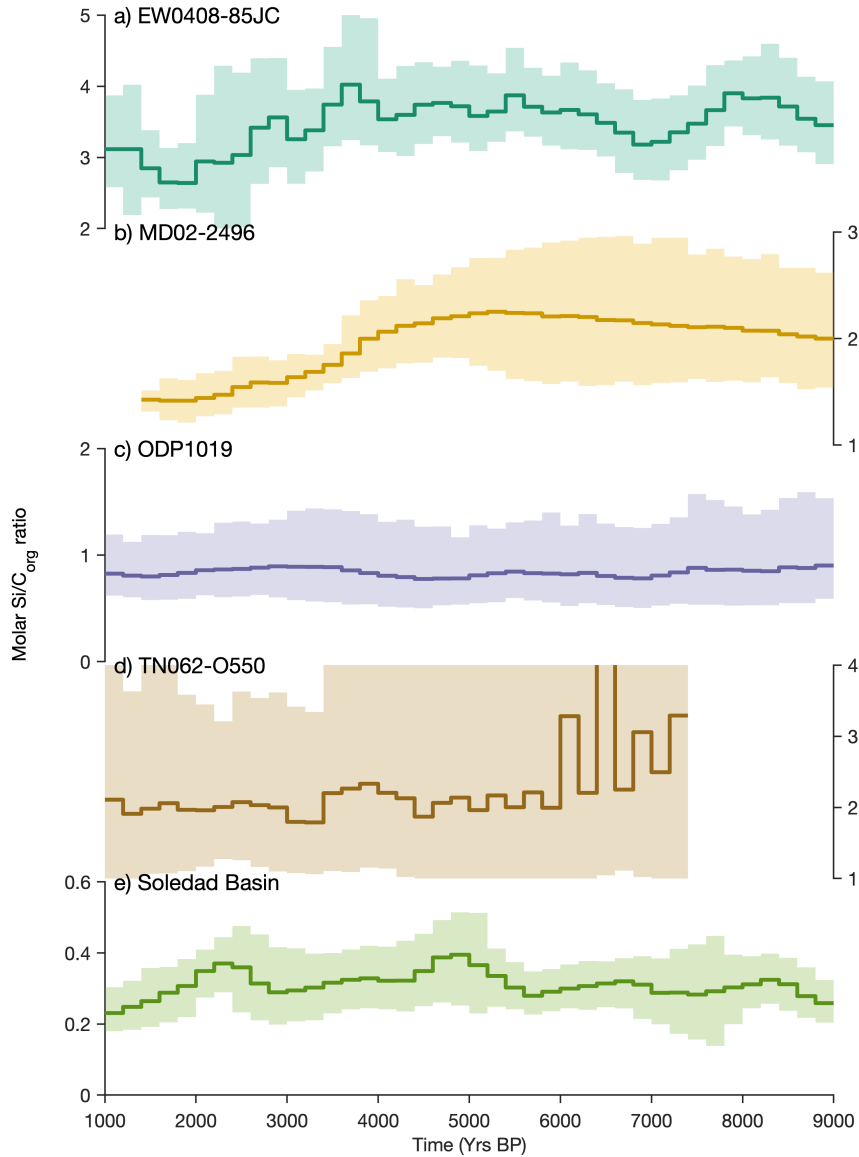 a) EW0408-85JC
5
4
3
2
b) MD02-2496
3
2
1
c) ODP1019
2
1
0
Molar Si/Corg ratio
d) TN062-O550
4
3
2
1
e) Soledad Basin
0.6
0.4
0.2
0
1000 2000 3000 4000 5000 6000 7000 8000 9000
Time (Yrs BP)